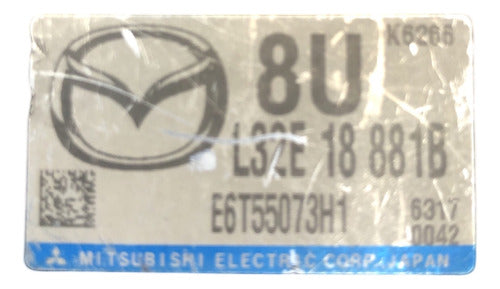 K6266
8U
L32E 18 881B
E6T55073H1
6317
0042
MITSUBISHI ELECTRIC CORP. JAPAN